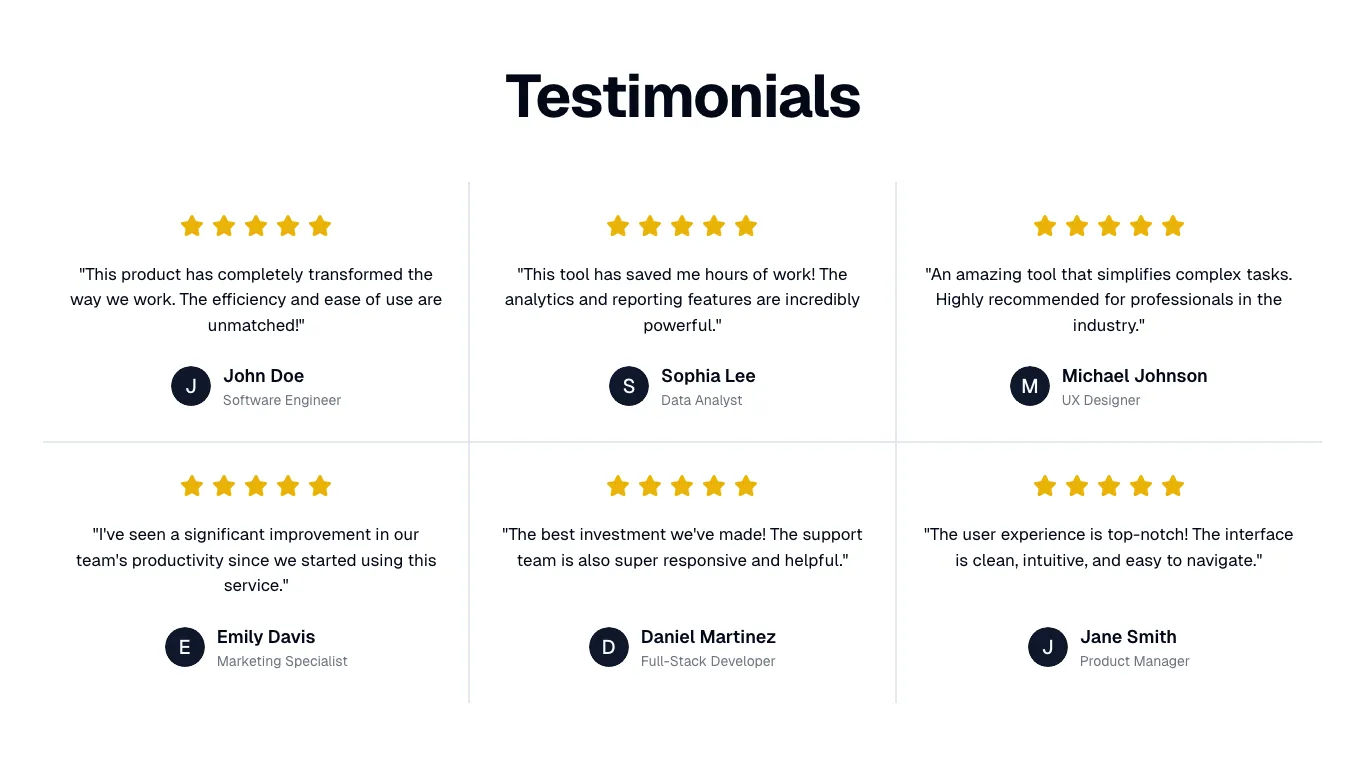 Testimonials
"This product has completely transformed the
way we work. The efficiency and ease of use are
unmatched!"
J
John Doe
Software Engineer
"This tool has saved me hours of work! The
analytics and reporting features are incredibly
powerful."
S
Sophia Lee
Data Analyst
"An amazing tool that simplifies complex tasks.
Highly recommended for professionals in the
industry."
M
Michael Johnson
UX Designer
"I've seen a significant improvement in our
team's productivity since we started using this
service."
E
Emily Davis
Marketing Specialist
"The best investment we've made! The support
team is also super responsive and helpful."
D
Daniel Martinez
Full-Stack Developer
"The user experience is top-notch! The interface
is clean, intuitive, and easy to navigate."
J
Jane Smith
Product Manager